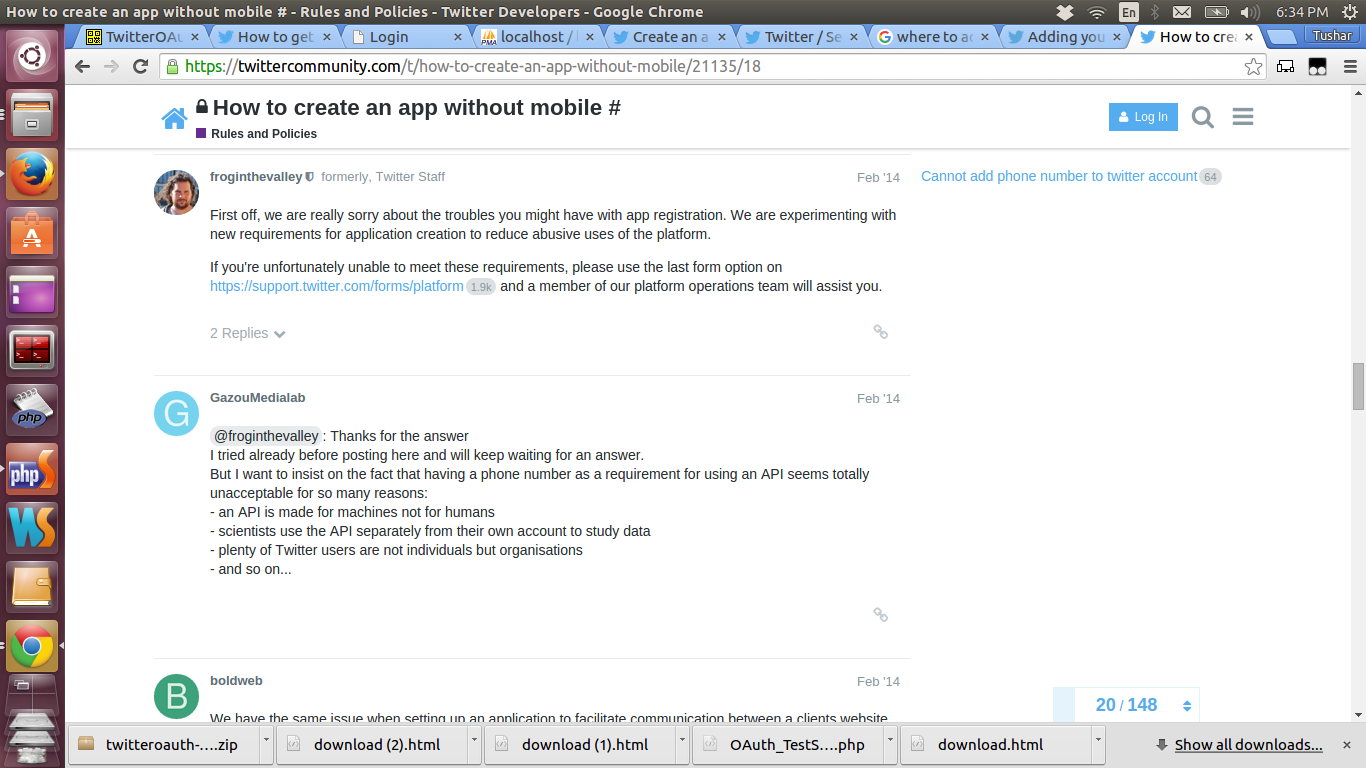 How to create an app without mobile # - Rules and Policies - Twitter Developers - Google Chrome
En
6:34 PM
TwitterOAu
How to get
Login
localhost / l
Create an a
Twitter / Se
where to ad
Adding you
How to crea
Tushar
https://twittercommunity.com/t/how-to-create-an-app-without-mobile/21135/18
How to create an app without mobile #
Rules and Policies
Log In
froginthevalley formerly, Twitter Staff
Feb '14
Cannot add phone number to twitter account 64
First off, we are really sorry about the troubles you might have with app registration. We are experimenting with
new requirements for application creation to reduce abusive uses of the platform.
If you're unfortunately unable to meet these requirements, please use the last form option on
https://support.twitter.com/forms/platform 1.9k and a member of our platform operations team will assist you.
2 Replies
G
GazouMedialab
Feb '14
@froginthevalley : Thanks for the answer
I tried already before posting here and will keep waiting for an answer.
But I want to insist on the fact that having a phone number as a requirement for using an API seems totally
unacceptable for so many reasons:
- an API is made for machines not for humans
- scientists use the API separately from their own account to study data
- plenty of Twitter users are not individuals but organisations
- and so on...
B
boldweb
Feb '14
We have the same issue when setting up an application to facilitate communication between a clients website
20 / 148
php
phpS
WS
twitteroauth-....zip
download (2).html
download (1).html
OAuth_TestS....php
download.html
Show all downloads...